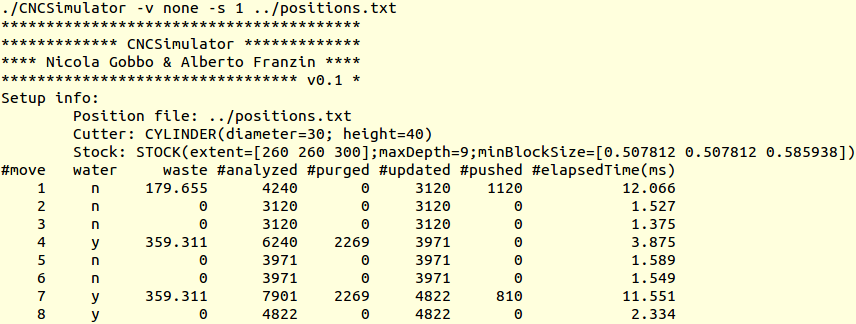 ./CNCSimulator -v none -s 1 ../positions.txt
************************************
************* CNCSimulator *************
**** Nicola Gobbo & Alberto Franzin ****
******************************** v0.1 *
Setup info:
Position file: ../positions.txt
Cutter: CYLINDER(diameter=30; height=40)
Stock: STOCK(extent=[260 260 300];maxDepth=9;minBlockSize=[0.507812 0.507812 0.585938])
#move water waste #analyzed #purged #updated #pushed #elapsedTime(ms)
1 n 179.655 4240 0 3120 1120 12.066
2 n 0 3120 0 3120 0 1.527
3 n 0 3120 0 3120 0 1.375
4 y 359.311 6240 2269 3971 0 3.875
5 n 0 3971 0 3971 0 1.589
6 n 0 3971 0 3971 0 1.549
7 y 359.311 7901 2269 4822 810 11.551
8 y 0 4822 0 4822 0 2.334